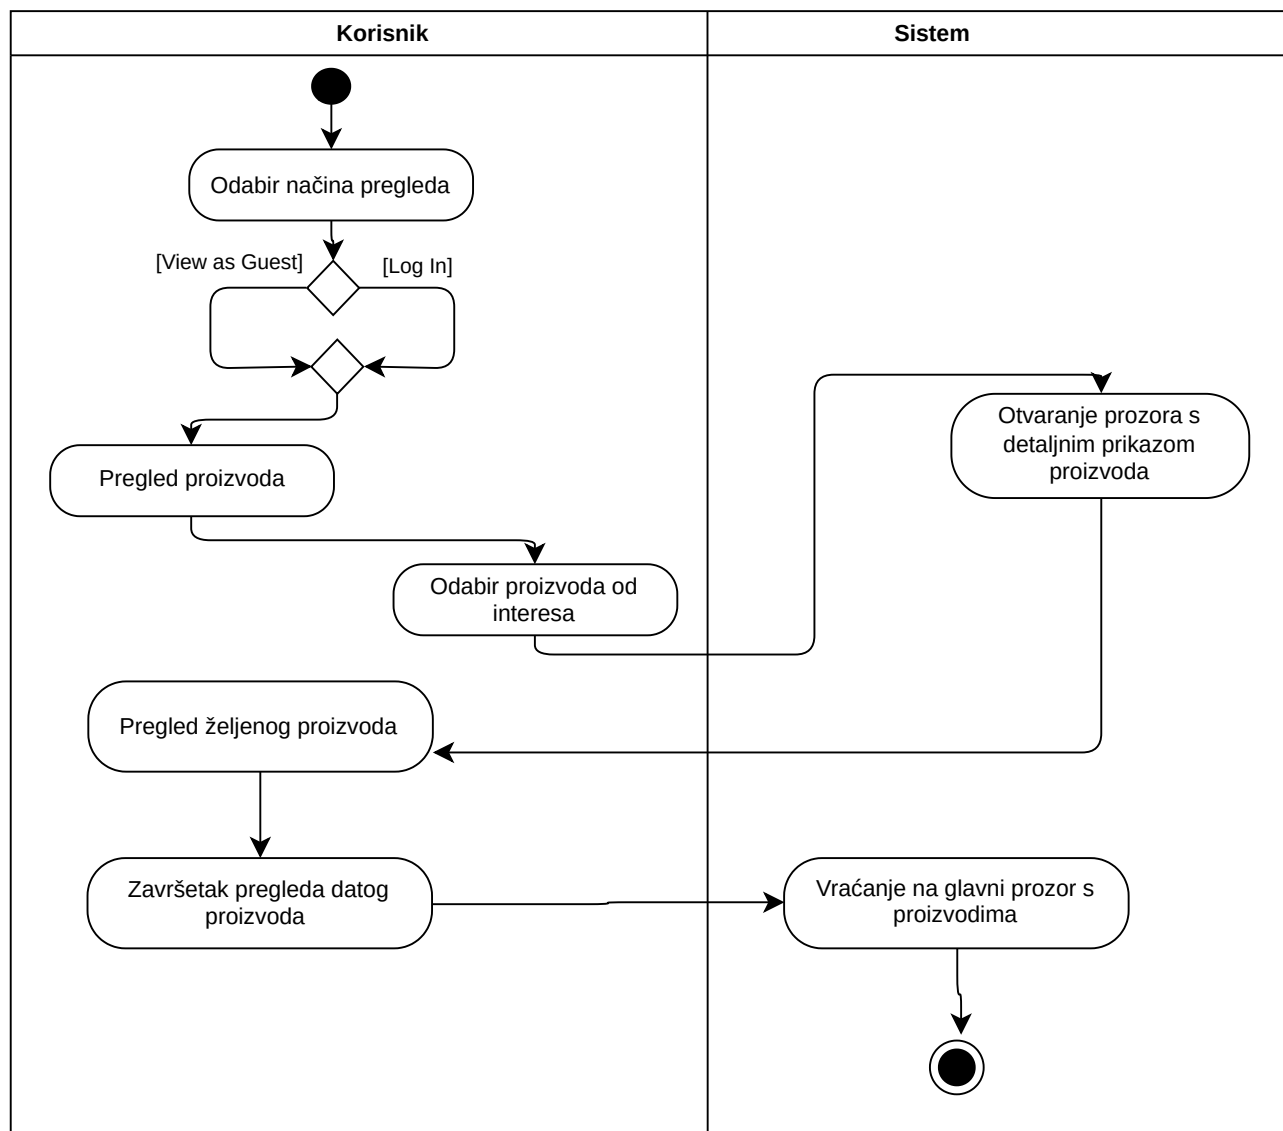 Korisnik
Sistem
Odabir načina pregleda
[View as Guest]
[Log In]
Pregled proizvoda
Otvaranje prozora s
detaljnim prikazom
proizvoda
Odabir proizvoda od
interesa
Pregled željenog proizvoda
Završetak pregleda datog
proizvoda
Vraćanje na glavni prozor s
proizvodima